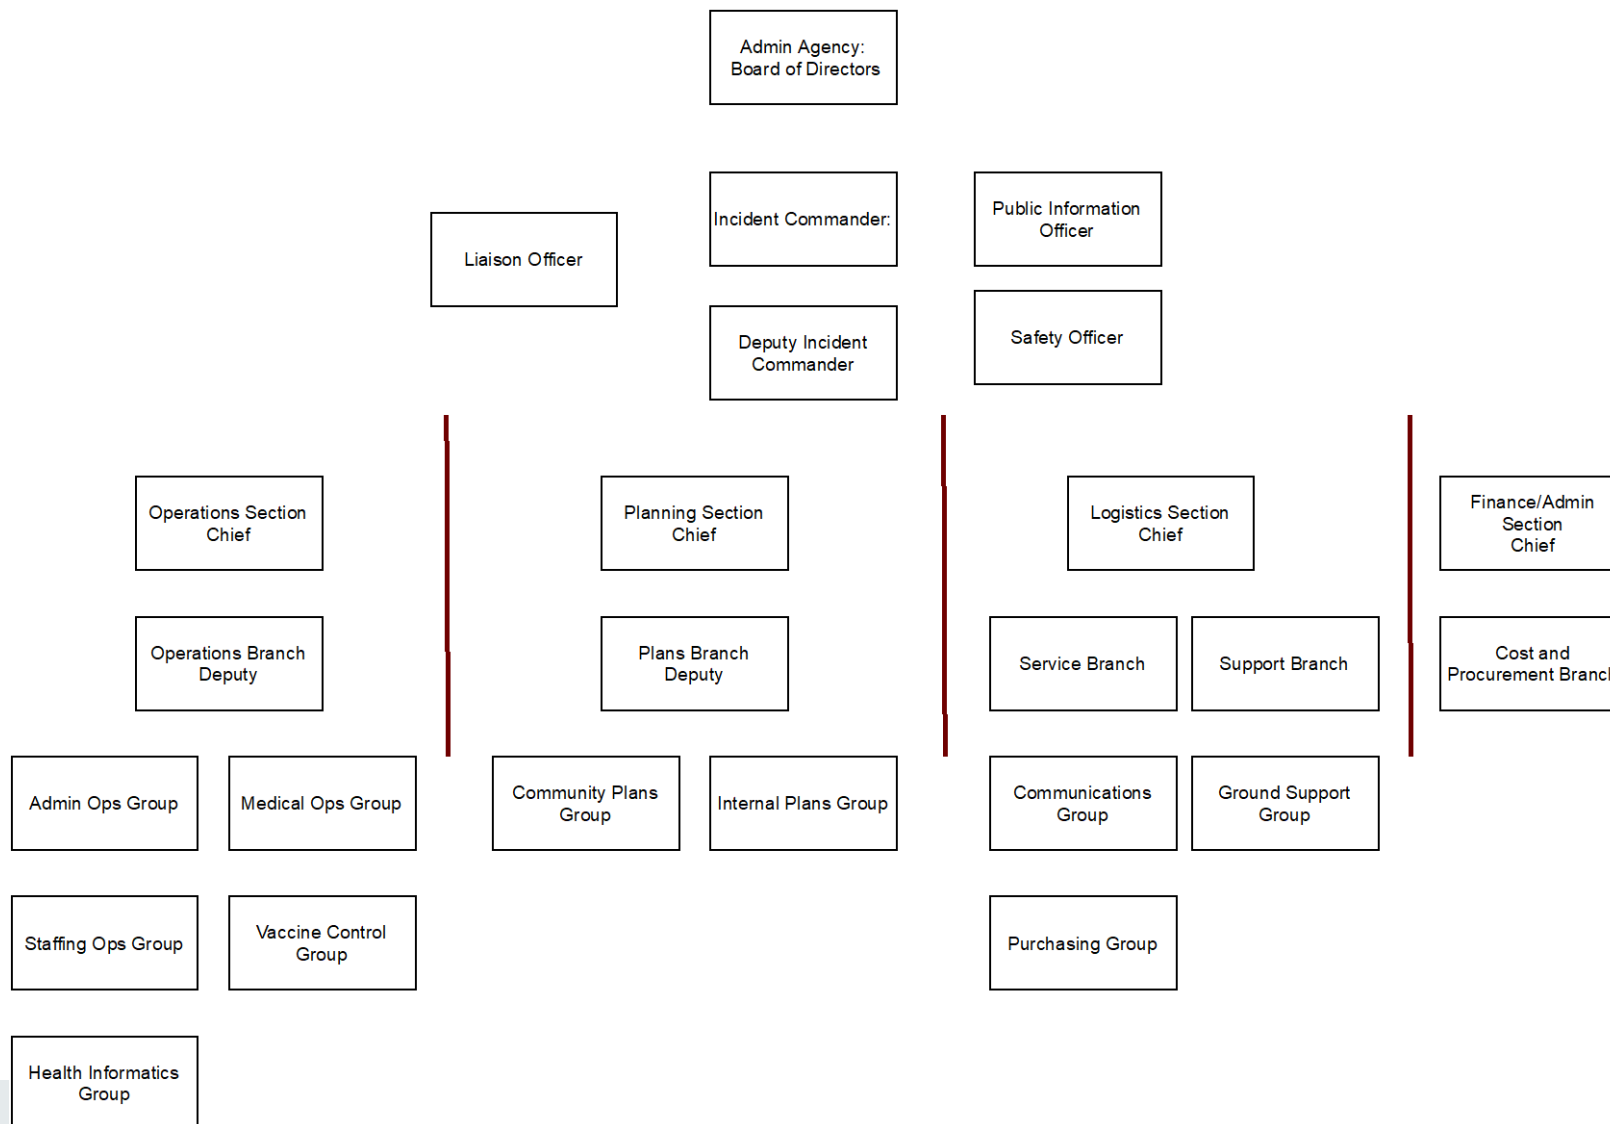 Admin Agency:
Board of Directors
Incident Commander:
Public Information
Officer
Liaison Officer
Deputy Incident
Commander
Safety Officer
Operations Section
Chief
Planning Section
Chief
Logistics Section
Chief
Finance/Admin
Section
Chief
Operations Branch
Deputy
Plans Branch
Deputy
Service Branch
Support Branch
Cost and
Procurement Branch
Admin Ops Group
Medical Ops Group
Community Plans
Group
Internal Plans Group
Communications
Group
Ground Support
Group
Staffing Ops Group
Vaccine Control
Group
Purchasing Group
Health Informatics
Group